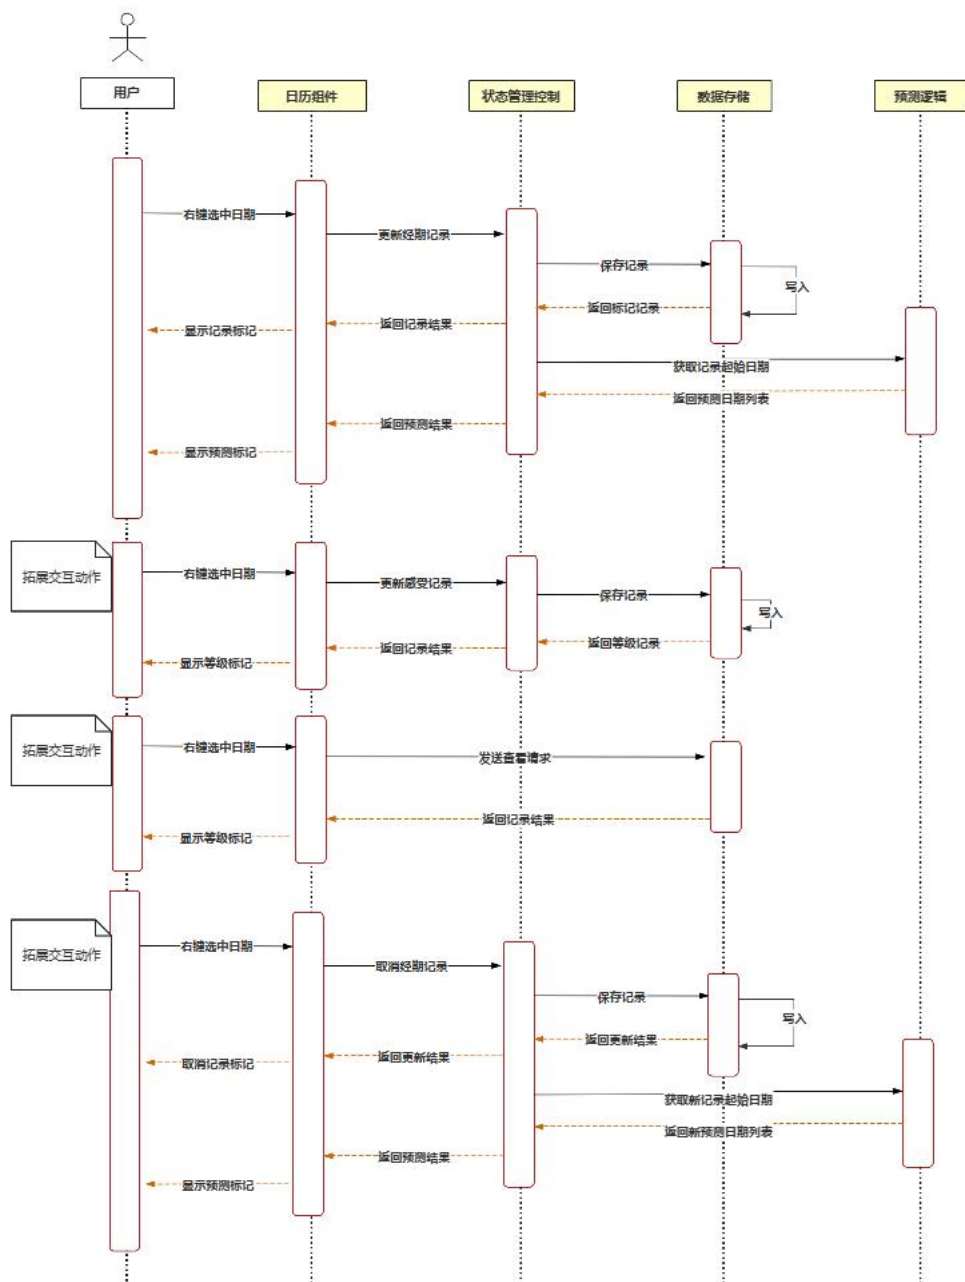 用户
日历组件
状态管理控制
数据存储
预测逻辑
右键选中日期
更新经期记录
保存记录
写入
返回标记记录
返回记录结果
显示记录标记
获取记录起始日期
返回预测日期列表
返回预测结果
显示预测标记
拓展交互动作
右键选中日期
更新感受记录
保存记录
写入
返回等级记录
返回记录结果
显示等级标记
拓展交互动作
右键选中日期
发送查看请求
返回记录结果
显示等级标记
拓展交互动作
右键选中日期
取消经期记录
保存记录
写入
返回更新结果
返回更新结果
取消记录标记
获取新记录起始日期
返回新预测日期列表
返回预测结果
显示预测标记